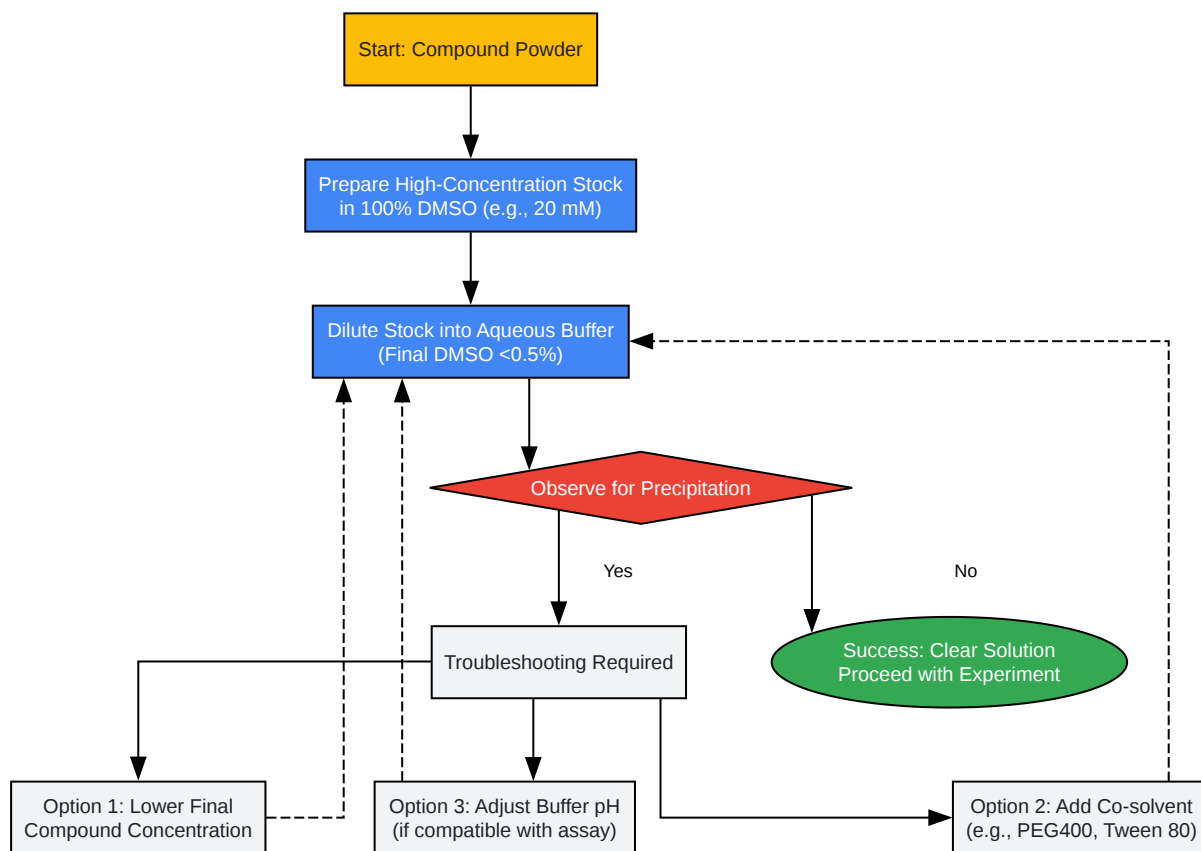 Start: Compound Powder
Prepare High-Concentration Stock
in 100% DMSO (e.g., 20 mM)
Dilute Stock into Aqueous Buffer
(Final DMSO <0.5%)
Observe for Precipitation
Yes
No
Troubleshooting Required
Success: Clear Solution
Proceed with Experiment
Option 1: Lower Final
Compound Concentration
Option 3: Adjust Buffer pH
(if compatible with assay)
Option 2: Add Co-solvent
(e.g., PEG400, Tween 80)